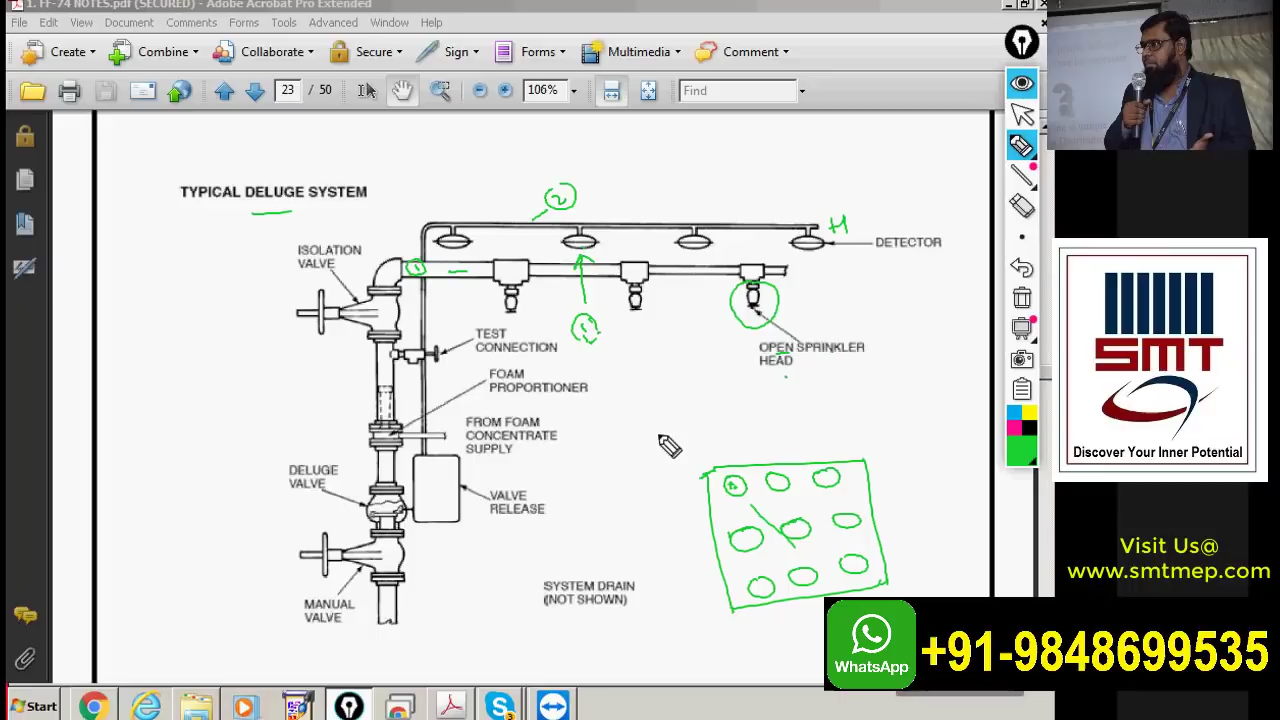 1. FF-74 NOTES.pdf (SECURED) - Adobe Acrobat Pro Extended
File Edit View Document Comments Forms Tools Advanced Window Help
Create Combine Collaborate Secure Sign Forms Multimedia Comment
23 / 50 106% Find
TYPICAL DELUGE SYSTEM
2
H
ISOLATION
VALVE
DETECTOR
1
1
TEST
CONNECTION
OPEN SPRINKLER
HEAD
FOAM
PROPORTIONER
FROM FOAM
CONCENTRATE
SUPPLY
DELUGE
VALVE
VALVE
RELEASE
SYSTEM DRAIN
(NOT SHOWN)
MANUAL
VALVE
SMT
Discover Your Inner Potential
Visit Us@
www.smtmep.com
WhatsApp
+91-9848699535
Start
3